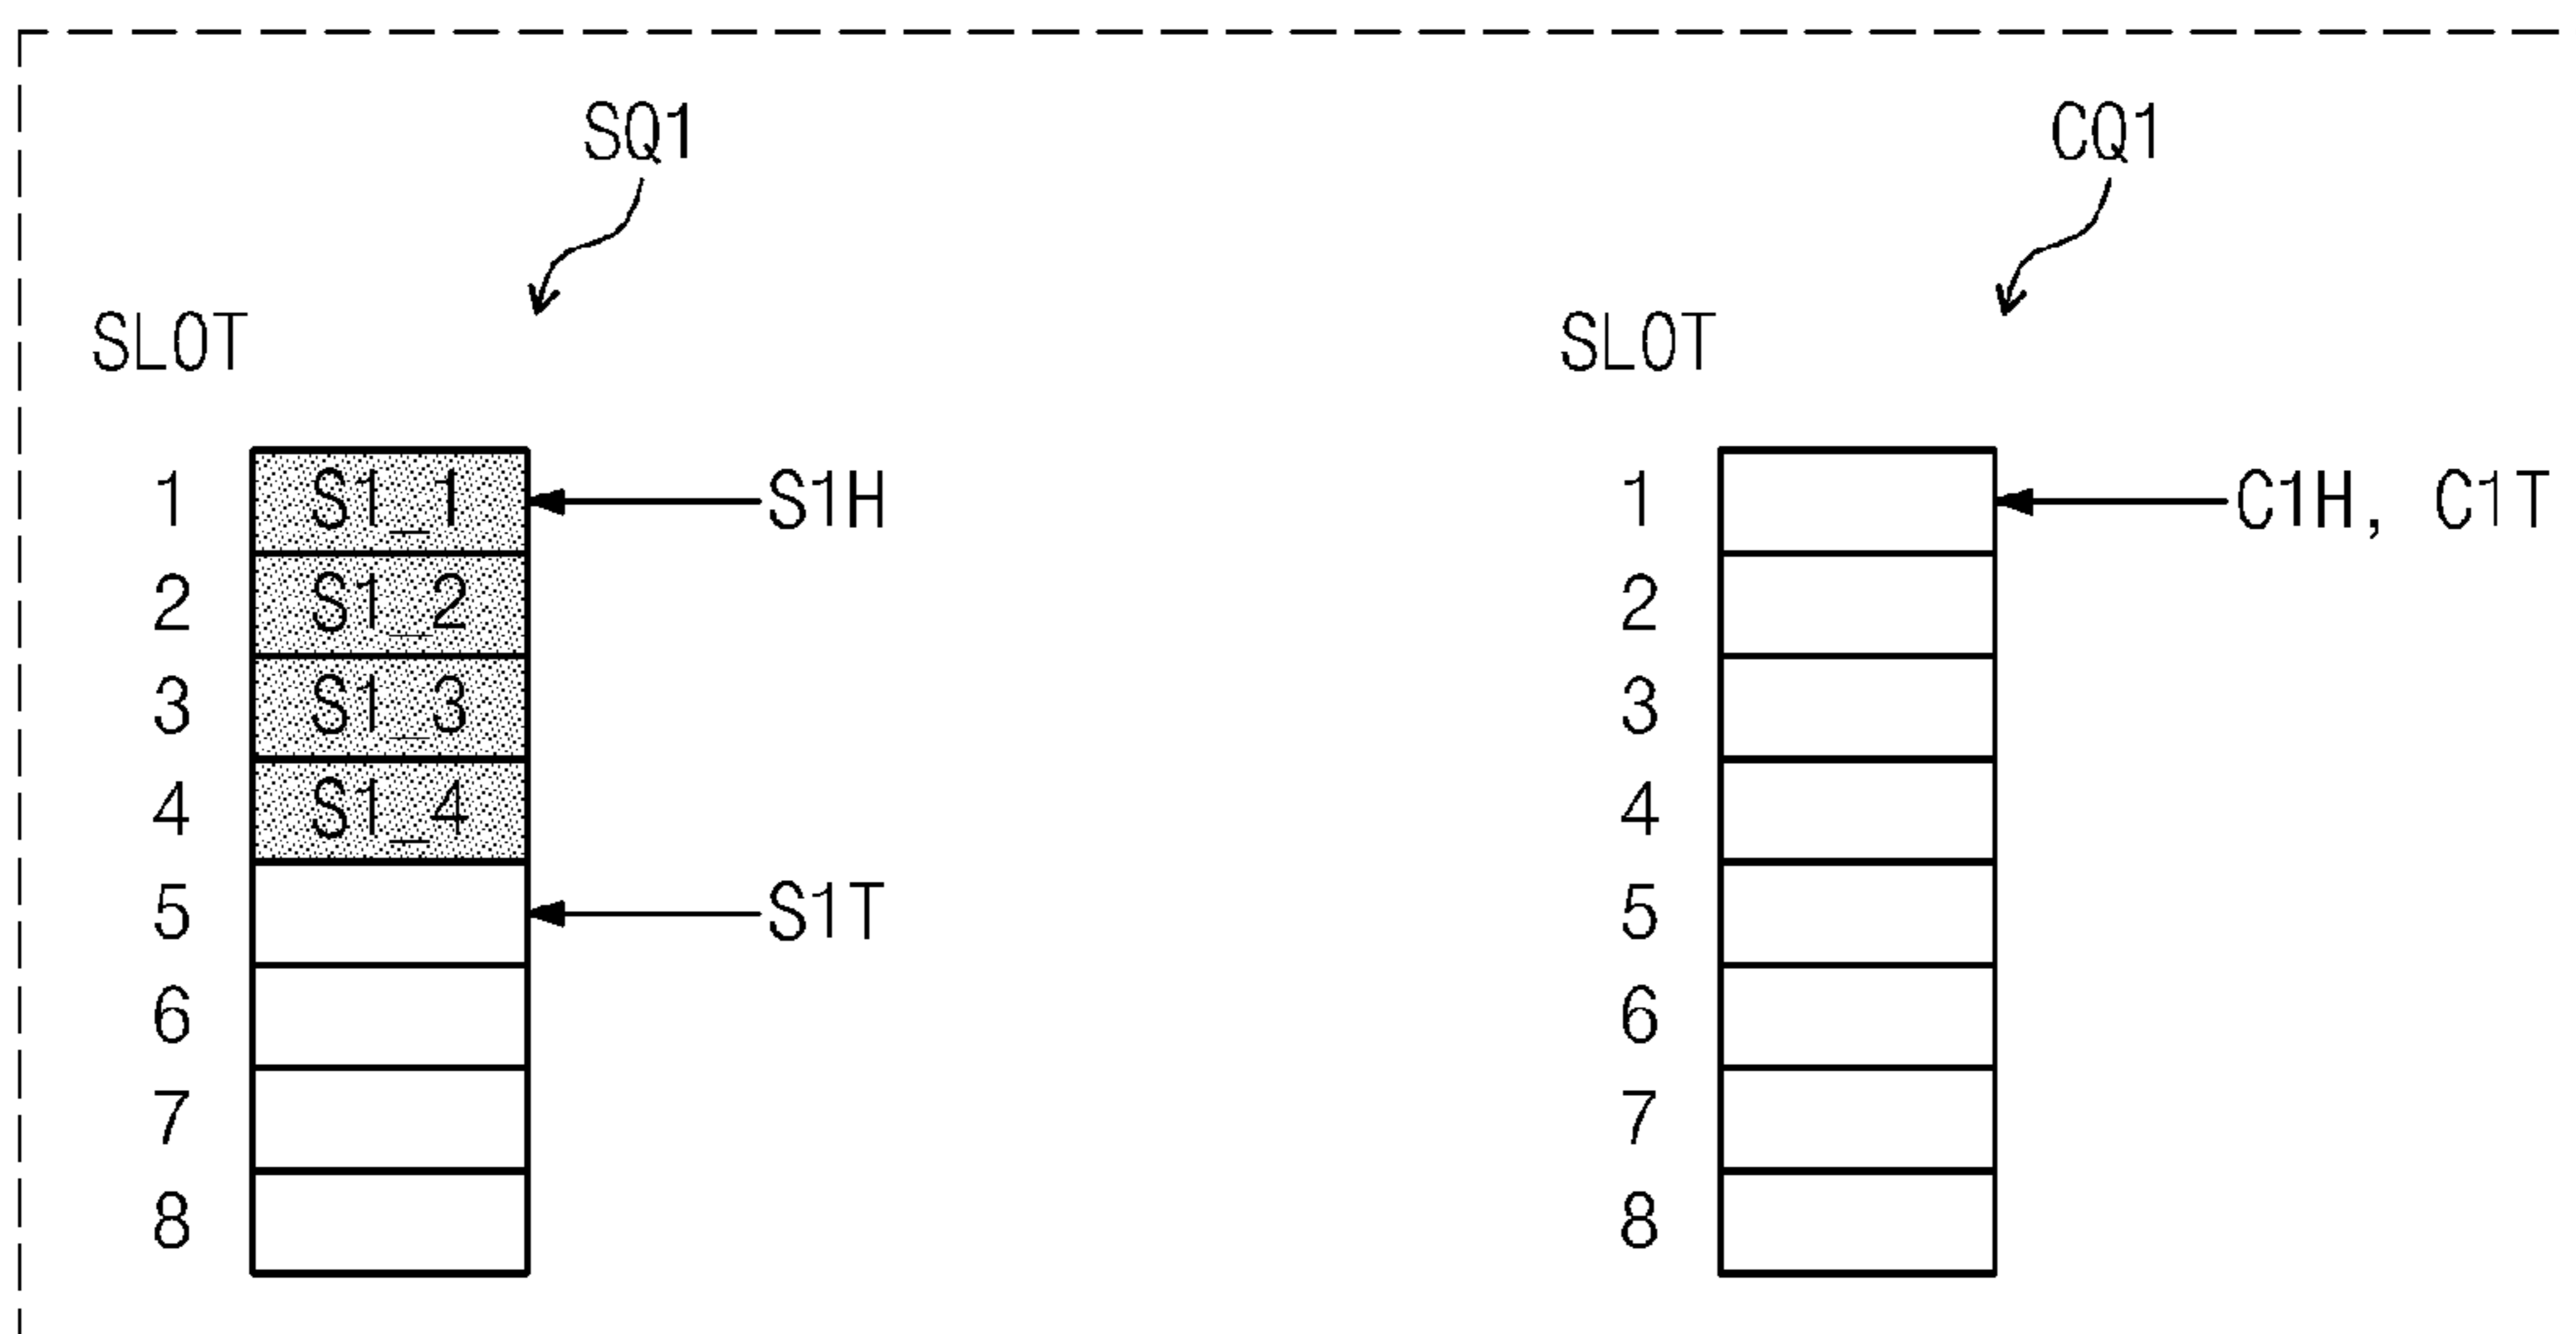 SQ1 CQ1
SLOT SLOT
1 S1_1 S1H 1 C1H, C1T
2 S1_2 2
3 S1_3 3
4 S1_4 4
5 S1T 5
6 6
7 7
8 8